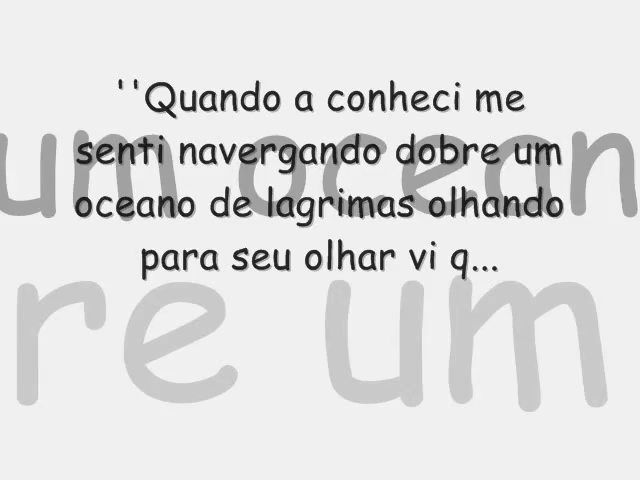 ''Quando a conheci me
senti navergando dobre um
oceano de lagrimas olhando
para seu olhar vi q...
um ocean
re um